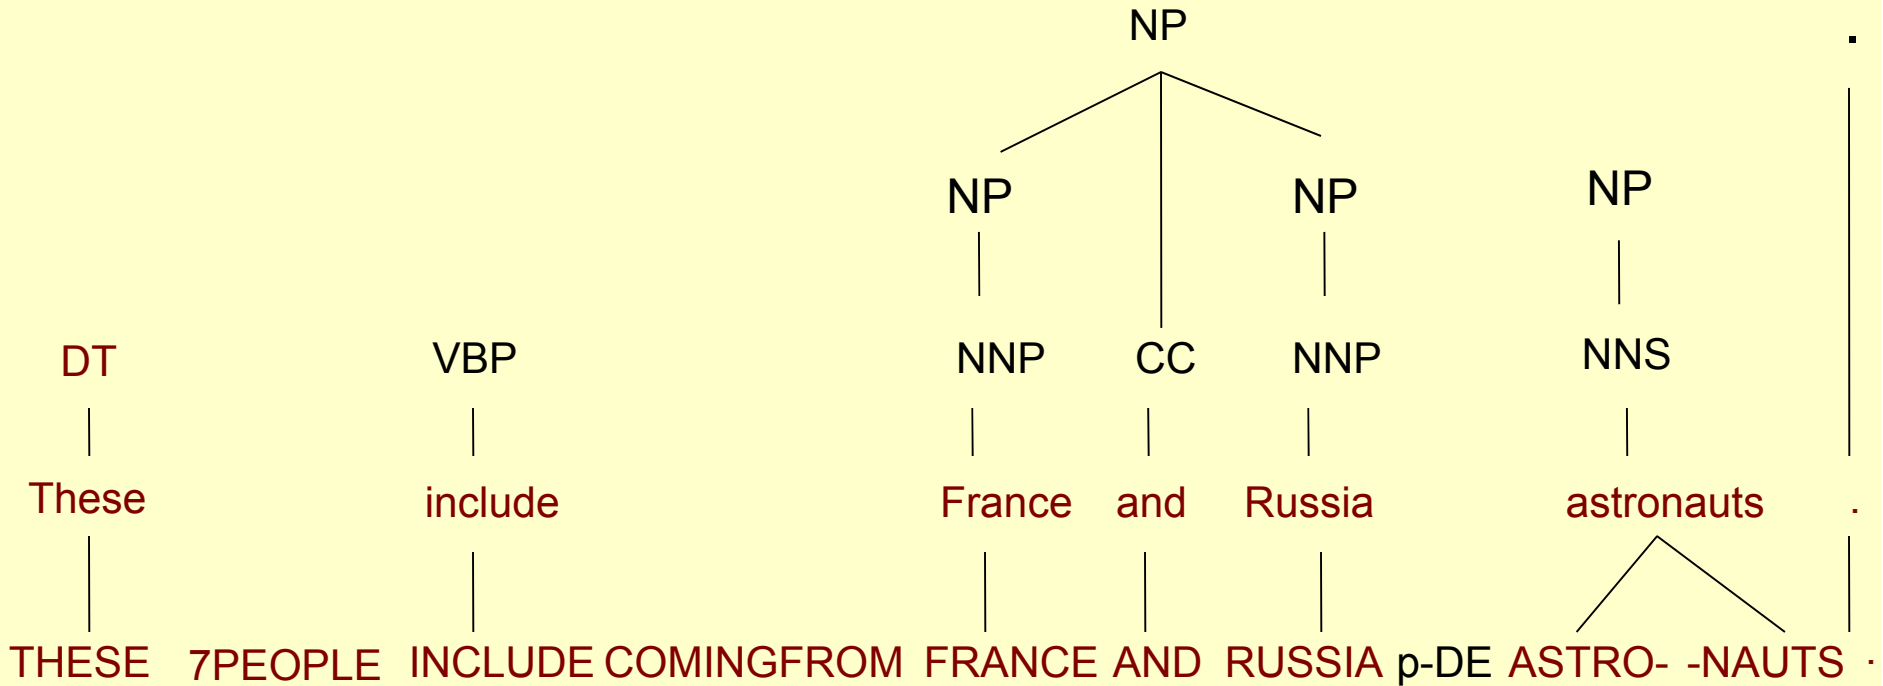 NP .
NP NP NP
DT VBP NNP CC NNP NNS
These include France and Russia astronauts .
THESE 7PEOPLE INCLUDE COMINGFROM FRANCE AND RUSSIA p-DE ASTRO- -NAUTS .